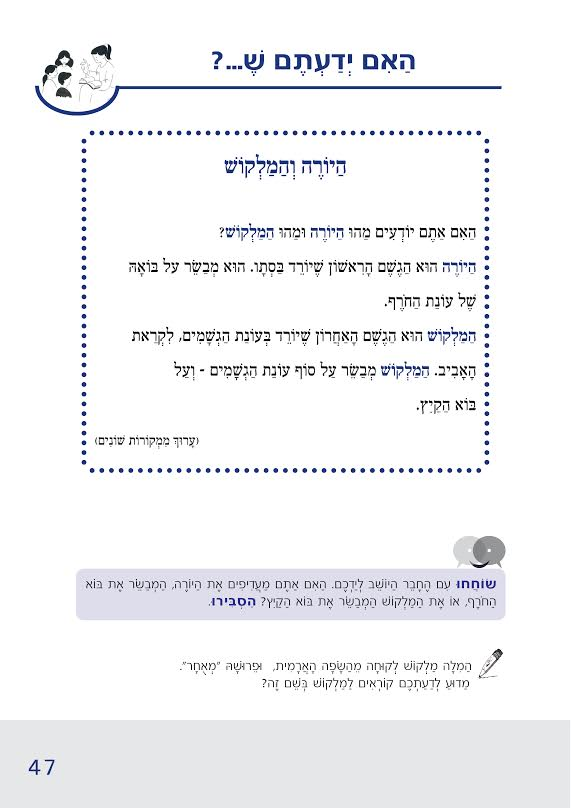 הַאִם יְדַעְתֶּם שֶׁ...?
הַיּוֹרֶה וְהַמַּלְקוֹשׁ
הַאִם אַתֶּם יוֹדְעִים מַהוּ הַיּוֹרֶה וּמַהוּ הַמַּלְקוֹשׁ?
הַיּוֹרֶה הוּא הַגֶּשֶׁם הָרִאשׁוֹן שֶׁיּוֹרֵד בַּסְּתָו. הוּא מְבַשֵּׂר עַל בּוֹאָהּ
שֶׁל עוֹנַת הַחֹרֶף.
הַמַּלְקוֹשׁ הוּא הַגֶּשֶׁם הָאַחֲרוֹן שֶׁיּוֹרֵד בְּעוֹנַת הַגְּשָׁמִים, לִקְרַאת
הָאָבִיב. הַמַּלְקוֹשׁ מְבַשֵּׂר עַל סוֹף עוֹנַת הַגְּשָׁמִים - וְעַל
בּוֹא הַקַּיִץ.
(עָרוּךְ מִמְּקוֹרוֹת שׁוֹנִים)
שׂוֹחֲחוּ עִם הֶחָבֵר הַיּוֹשֵׁב לְיַדְכֶם. הַאִם אַתֶּם מַעֲדִיפִים אֶת הַיּוֹרֶה, הַמְבַשֵּׂר אֶת בּוֹא
הַחֹרֶף, אוֹ אֶת הַמַּלְקוֹשׁ הַמְבַשֵּׂר אֶת בּוֹא הַקַּיִץ? הַסְבִּירוּ.
הַמִּלָּה מַלְקוֹשׁ לְקוּחָה מֵהַשָּׂפָה הָאֲרָמִית, וּפֵרוּשָׁהּ "מְאֻחָר".
מַדּוּעַ לְדַעְתְּכֶם קוֹרְאִים לַמַּלְקוֹשׁ בְּשֵׁם זֶה?
47